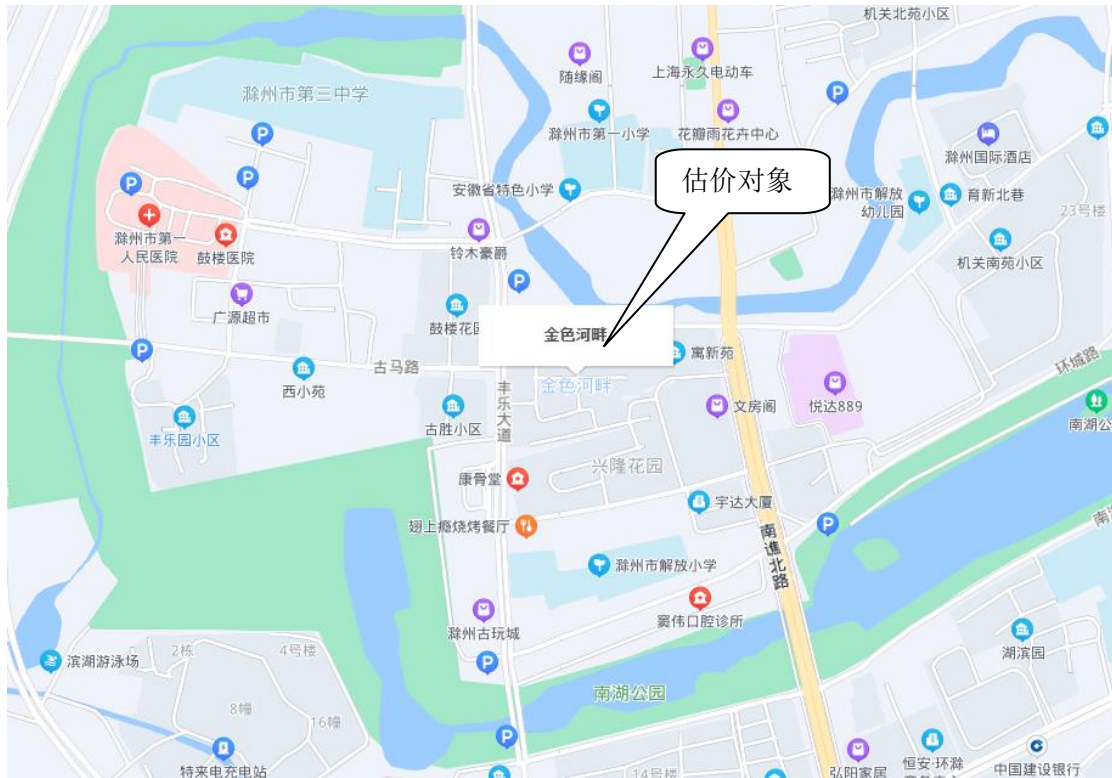 机关北苑小区
随缘阁
上海永久电动车
滁州市第三中学
滁州市第一小学
花瓣雨花卉中心
滁州国际酒店
估价对象
安徽省特色小学
滁州市解放
幼儿园
育新北巷
23号楼
滁州市第一
人民医院
鼓楼医院
铃木豪爵
机关南苑小区
广源超市
鼓楼花园
金色河畔
寓新苑
古马路
环城路
西小苑
金色河畔
丰乐大道
文房阁
悦达889
南湖公
丰乐园小区
古胜小区
兴隆花园
康骨堂
宇达大厦
翅上瘾烧烤餐厅
南谯北路
南
滁州市解放小学
滁州古玩城
窦伟口腔诊所
湖滨园
滨湖游泳场
2栋
4号楼
南湖公园
8幢
16幢
特来电充电站
14号楼
弘阳家居
恒安·环滁
中国建设银行